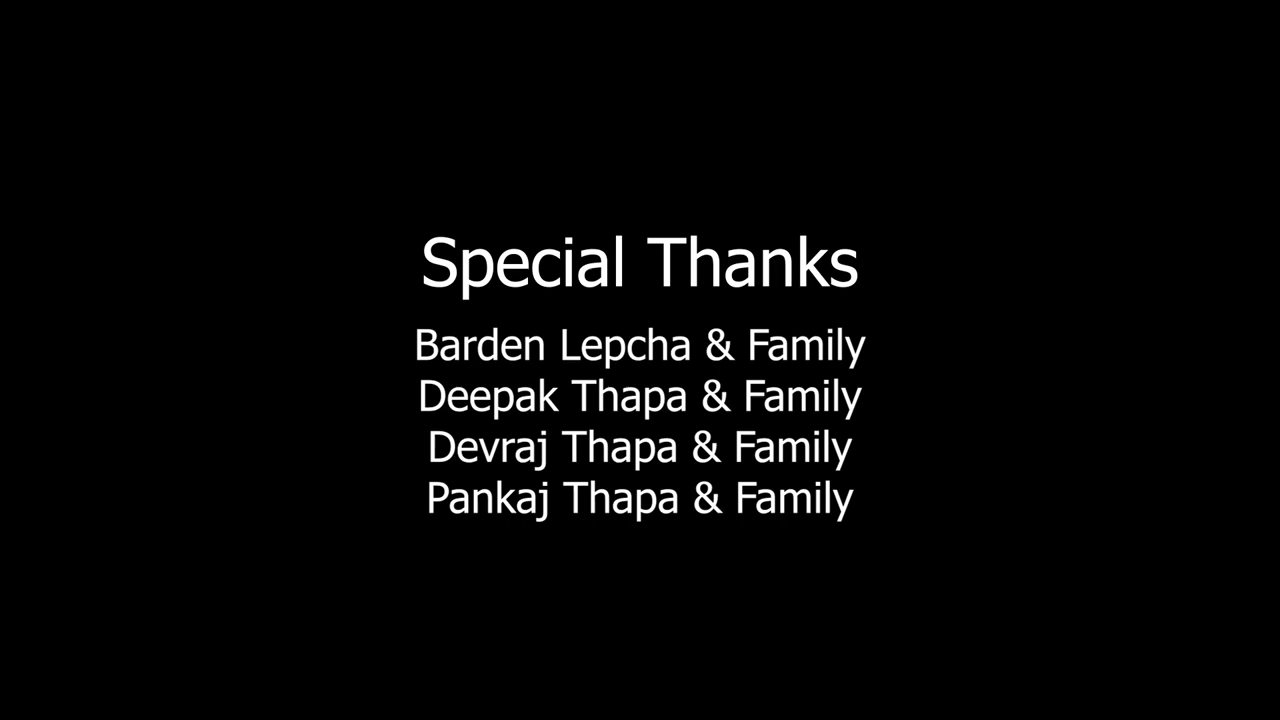 Special Thanks
Barden Lepcha & Family
Deepak Thapa & Family
Devraj Thapa & Family
Pankaj Thapa & Family